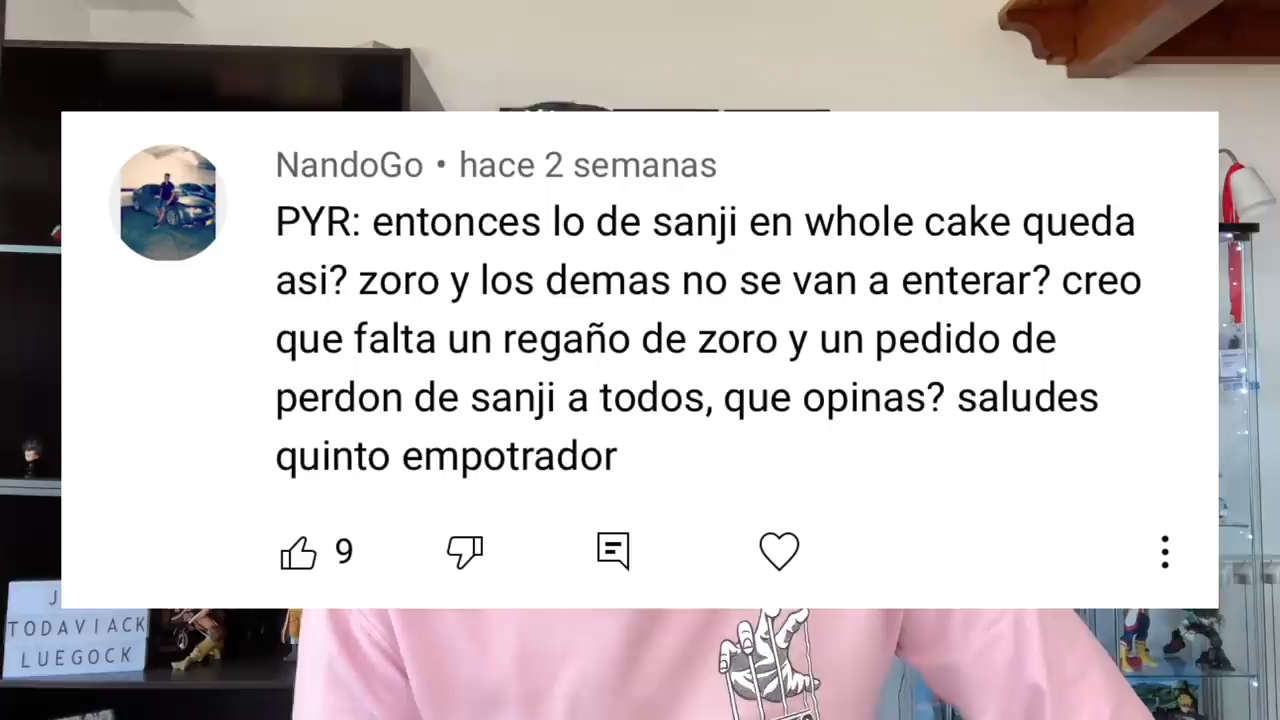 NandoGo • hace 2 semanas
PYR: entonces lo de sanji en whole cake queda
asi? zoro y los demas no se van a enterar? creo
que falta un regaño de zoro y un pedido de
perdon de sanji a todos, que opinas? saludes
quinto empotrador
9
J
TODAVIACK
LUEGOCK